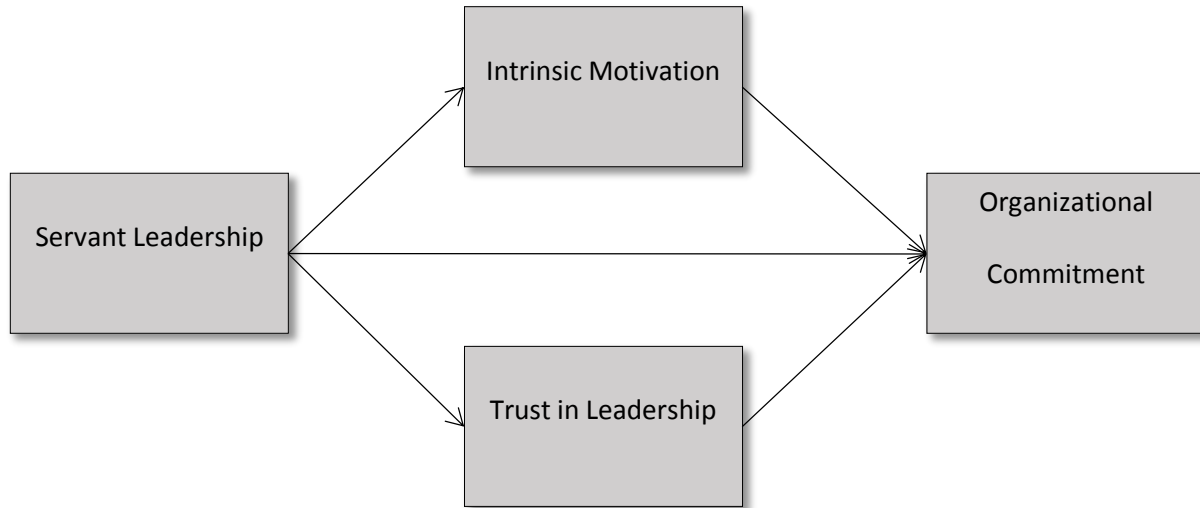 Intrinsic Motivation
Servant Leadership
Organizational
Commitment
Trust in Leadership